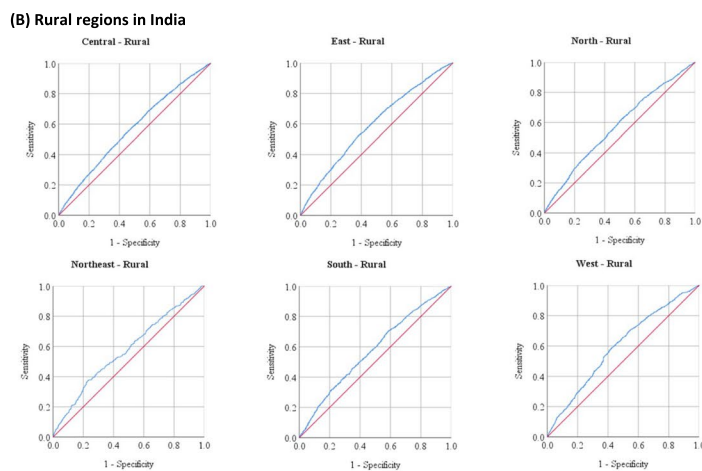 (B) Rural regions in India
Central - Rural
1.0
0.8
0.6
0.4
0.2
0.0
0.0 0.2 0.4 0.6 0.8 1.0
Sensitivity
1 - Specificity
East - Rural
1.0
0.8
0.6
0.4
0.2
0.0
0.0 0.2 0.4 0.6 0.8 1.0
Sensitivity
1 - Specificity
North - Rural
1.0
0.8
0.6
0.4
0.2
0.0
0.0 0.2 0.4 0.6 0.8 1.0
Sensitivity
1 - Specificity
Northeast - Rural
1.0
0.8
0.6
0.4
0.2
0.0
0.0 0.2 0.4 0.6 0.8 1.0
Sensitivity
1 - Specificity
South - Rural
1.0
0.8
0.6
0.4
0.2
0.0
0.0 0.2 0.4 0.6 0.8 1.0
Sensitivity
1 - Specificity
West - Rural
1.0
0.8
0.6
0.4
0.2
0.0
0.0 0.2 0.4 0.6 0.8 1.0
Sensitivity
1 - Specificity